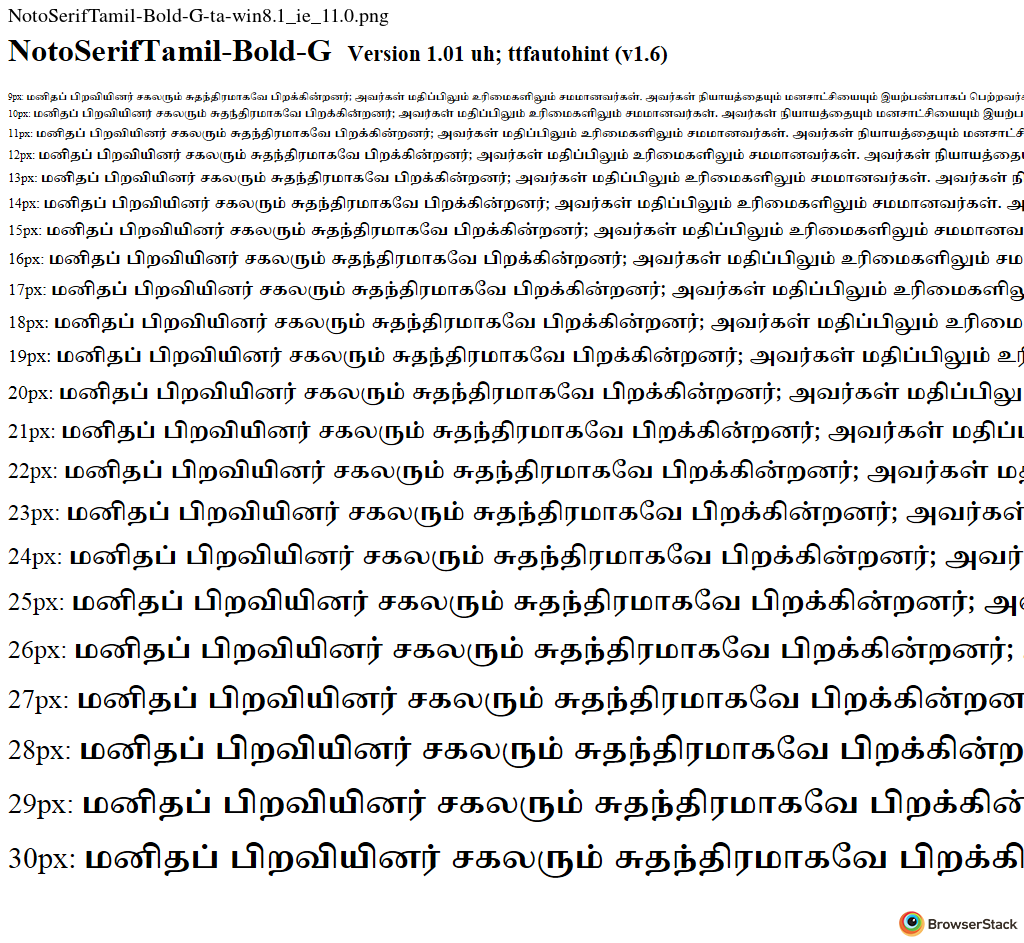 NotoSerifTamil-Bold-G-ta-win8.1_ie_11.0.png
NotoSerifTamil-Bold-G Version 1.01 uh; ttfautohint (v1.6)
9px: மனிதப் பிறவியினர் சகலரும் சுதந்திரமாகவே பிறக்கின்றனர்; அவர்கள் மதிப்பிலும் உரிமைகளிலும் சமமானவர்கள். அவர்கள் நியாயத்தையும் மனசாட்சியையும் இயற்பண்பாகப்
10px: மனிதப் பிறவியினர் சகலரும் சுதந்திரமாகவே பிறக்கின்றனர்; அவர்கள் மதிப்பிலும் உரிமைகளிலும் சமமானவர்கள். அவர்கள் நியாயத்தையும் மனசாட்சியையும்
11px: மனிதப் பிறவியினர் சகலரும் சுதந்திரமாகவே பிறக்கின்றனர்; அவர்கள் மதிப்பிலும் உரிமைகளிலும் சமமானவர்கள். அவர்கள் நியாயத்தையும்
12px: மனிதப் பிறவியினர் சகலரும் சுதந்திரமாகவே பிறக்கின்றனர்; அவர்கள் மதிப்பிலும் உரிமைகளிலும் சமமானவர்கள். அவர்கள்
13px: மனிதப் பிறவியினர் சகலரும் சுதந்திரமாகவே பிறக்கின்றனர்; அவர்கள் மதிப்பிலும் உரிமைகளிலும் சமமானவர்கள். அவர்கள்
14px: மனிதப் பிறவியினர் சகலரும் சுதந்திரமாகவே பிறக்கின்றனர்; அவர்கள் மதிப்பிலும் உரிமைகளிலும் சமமானவர்கள்.
15px: மனிதப் பிறவியினர் சகலரும் சுதந்திரமாகவே பிறக்கின்றனர்; அவர்கள் மதிப்பிலும் உரிமைகளிலும்
16px: மனிதப் பிறவியினர் சகலரும் சுதந்திரமாகவே பிறக்கின்றனர்; அவர்கள் மதிப்பிலும் உரிமைகளிலும்
17px: மனிதப் பிறவியினர் சகலரும் சுதந்திரமாகவே பிறக்கின்றனர்; அவர்கள் மதிப்பிலும்
18px: மனிதப் பிறவியினர் சகலரும் சுதந்திரமாகவே பிறக்கின்றனர்; அவர்கள் மதிப்பிலும் உரிமை
19px: மனிதப் பிறவியினர் சகலரும் சுதந்திரமாகவே பிறக்கின்றனர்; அவர்கள் மதிப்பிலும்
20px: மனிதப் பிறவியினர் சகலரும் சுதந்திரமாகவே பிறக்கின்றனர்; அவர்கள் மதிப்பிலு
21px: மனிதப் பிறவியினர் சகலரும் சுதந்திரமாகவே பிறக்கின்றனர்; அவர்கள்
22px: மனிதப் பிறவியினர் சகலரும் சுதந்திரமாகவே பிறக்கின்றனர்; அவர்கள்
23px: மனிதப் பிறவியினர் சகலரும் சுதந்திரமாகவே பிறக்கின்றனர்; அவர்கள்
24px: மனிதப் பிறவியினர் சகலரும் சுதந்திரமாகவே பிறக்கின்றனர்; அவர்
25px: மனிதப் பிறவியினர் சகலரும் சுதந்திரமாகவே பிறக்கின்றனர்;
26px: மனிதப் பிறவியினர் சகலரும் சுதந்திரமாகவே பிறக்கின்றனர்;
27px: மனிதப் பிறவியினர் சகலரும் சுதந்திரமாகவே பிறக்கின்றன
28px: மனிதப் பிறவியினர் சகலரும் சுதந்திரமாகவே பிறக்கின்ற
29px: மனிதப் பிறவியினர் சகலரும் சுதந்திரமாகவே பிறக்கின்
30px: மனிதப் பிறவியினர் சகலரும் சுதந்திரமாகவே பிறக்கி
BrowserStack